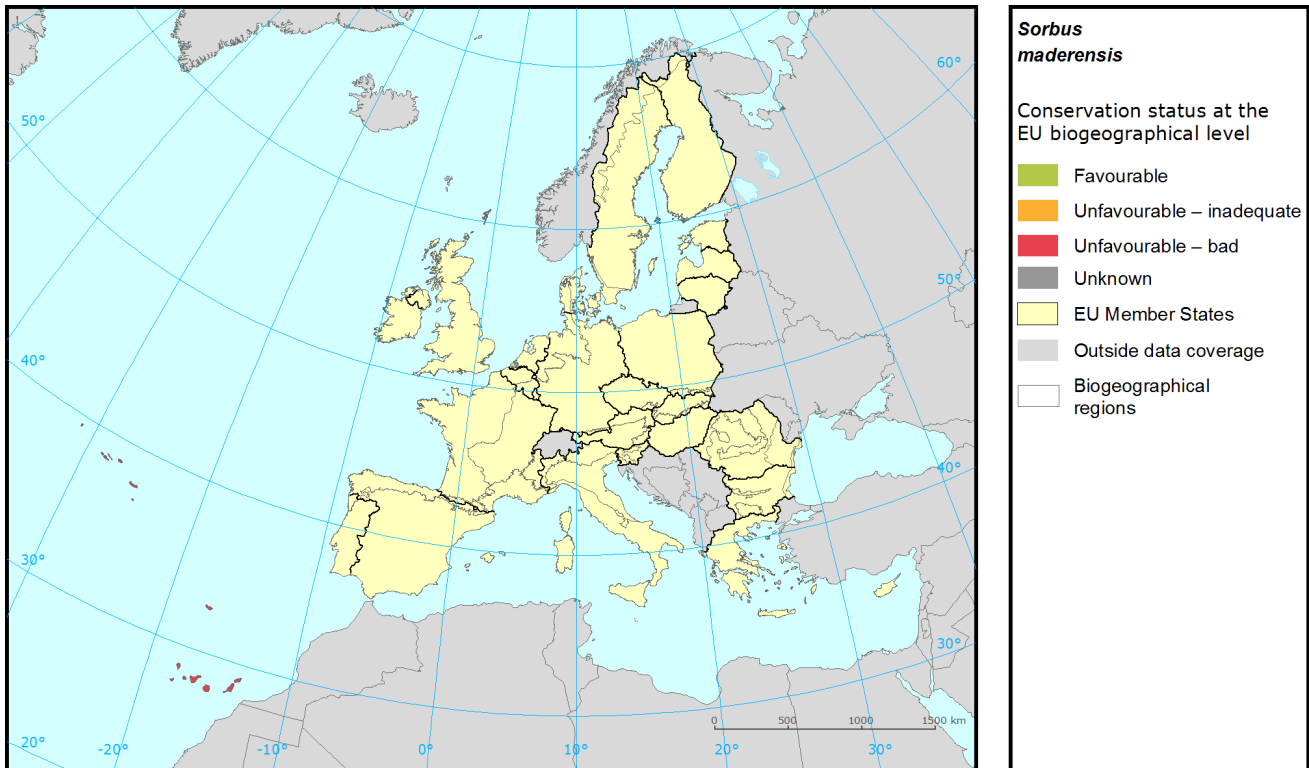 Sorbus
maderensis
Conservation status at the
EU biogeographical level
Favourable
Unfavourable – inadequate
Unfavourable – bad
Unknown
EU Member States
Outside data coverage
Biogeographical
regions
60°
50°
50°
40°
40°
30°
30°
20°
-20°
-10°
0°
10°
20°
30°
0 500 1000 1500 km